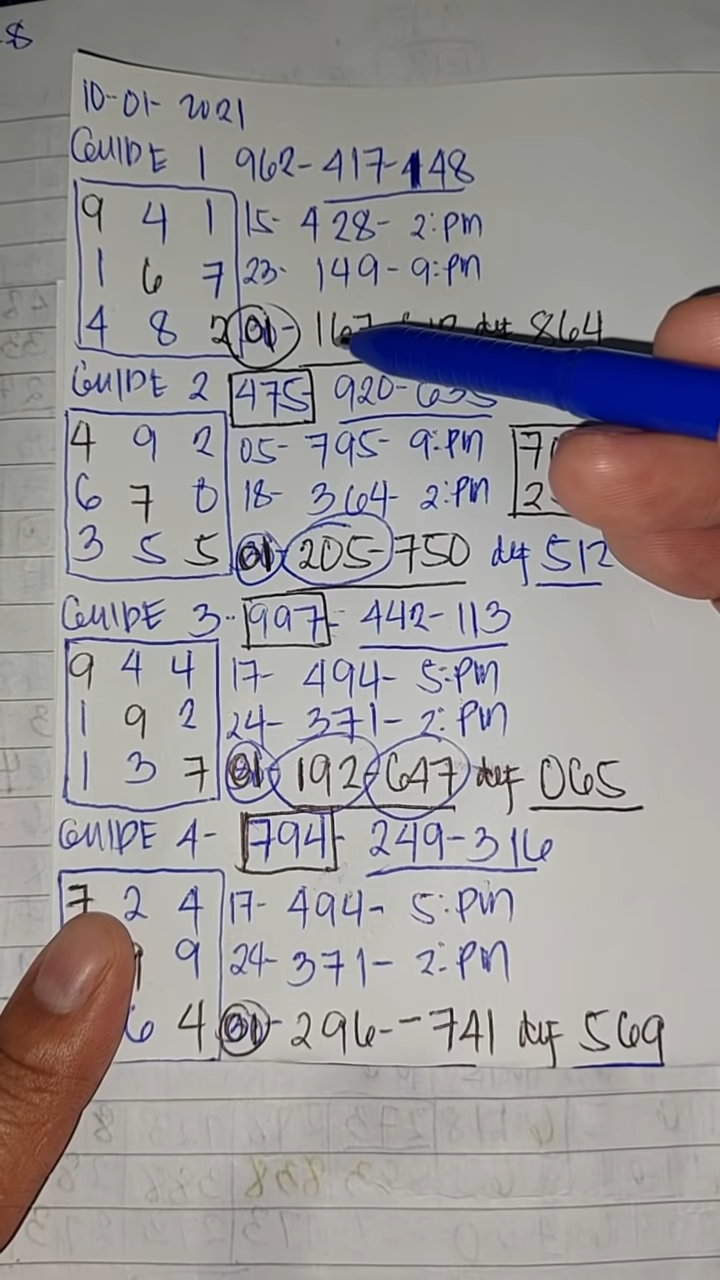 10-01-2021
GUIDE 1 962-417-148
9 4 1 15- 428- 2:PM
1 6 7 23- 149-9:PM
4 8 2 01- 167 def 864
GUIDE 2 475- 920-635
4 9 2 05- 795- 9:PM
6 7 0 18- 364- 2:PM
3 5 5 01- 205-750 def 512
GUIDE 3-- 997- 442-113
9 4 4 17- 494- 5:PM
1 9 2 24- 371- 2:PM
1 3 7 01- 192-647 def 065
GUIDE 4- 794- 249-316
7 2 4 17- 494- 5:PM
9 24-371- 2:PM
6 4 01- 296--741 def 569